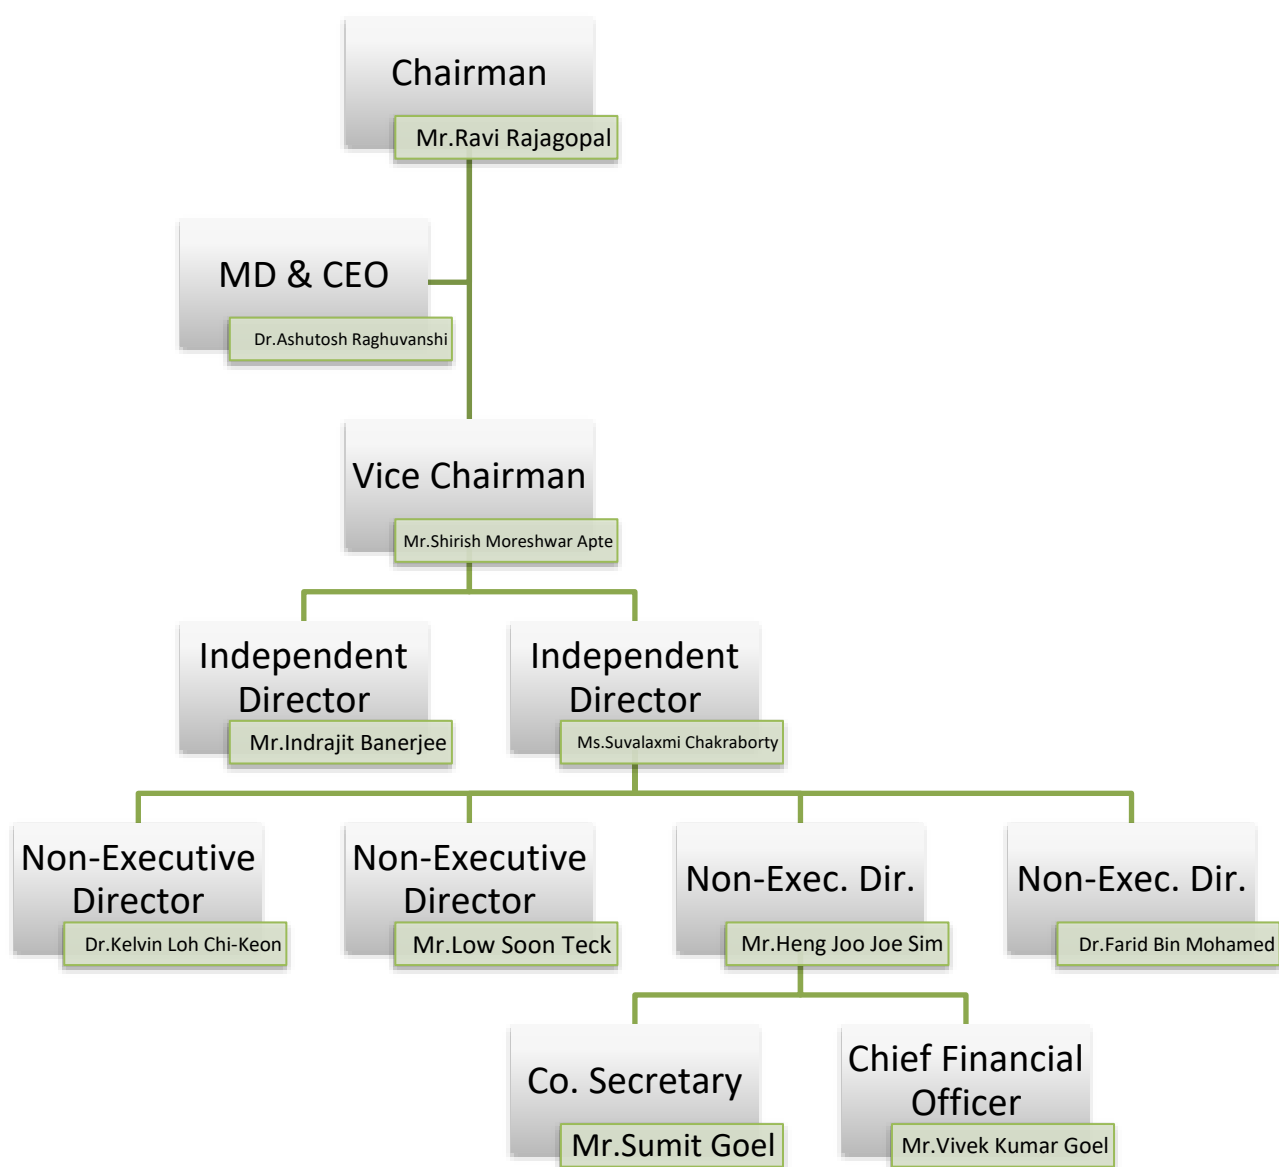 Chairman
Mr.Ravi Rajagopal
MD & CEO
Dr.Ashutosh Raghuvanshi
Vice Chairman
Mr.Shirish Moreshwar Apte
Independent
Director
Mr.Indrajit Banerjee
Independent
Director
Ms.Suvalaxmi Chakraborty
Non-Executive
Director
Dr.Kelvin Loh Chi-Keon
Non-Executive
Director
Mr.Low Soon Teck
Non-Exec. Dir.
Mr.Heng Joo Joe Sim
Non-Exec. Dir.
Dr.Farid Bin Mohamed
Co. Secretary
Mr.Sumit Goel
Chief Financial
Officer
Mr.Vivek Kumar Goel